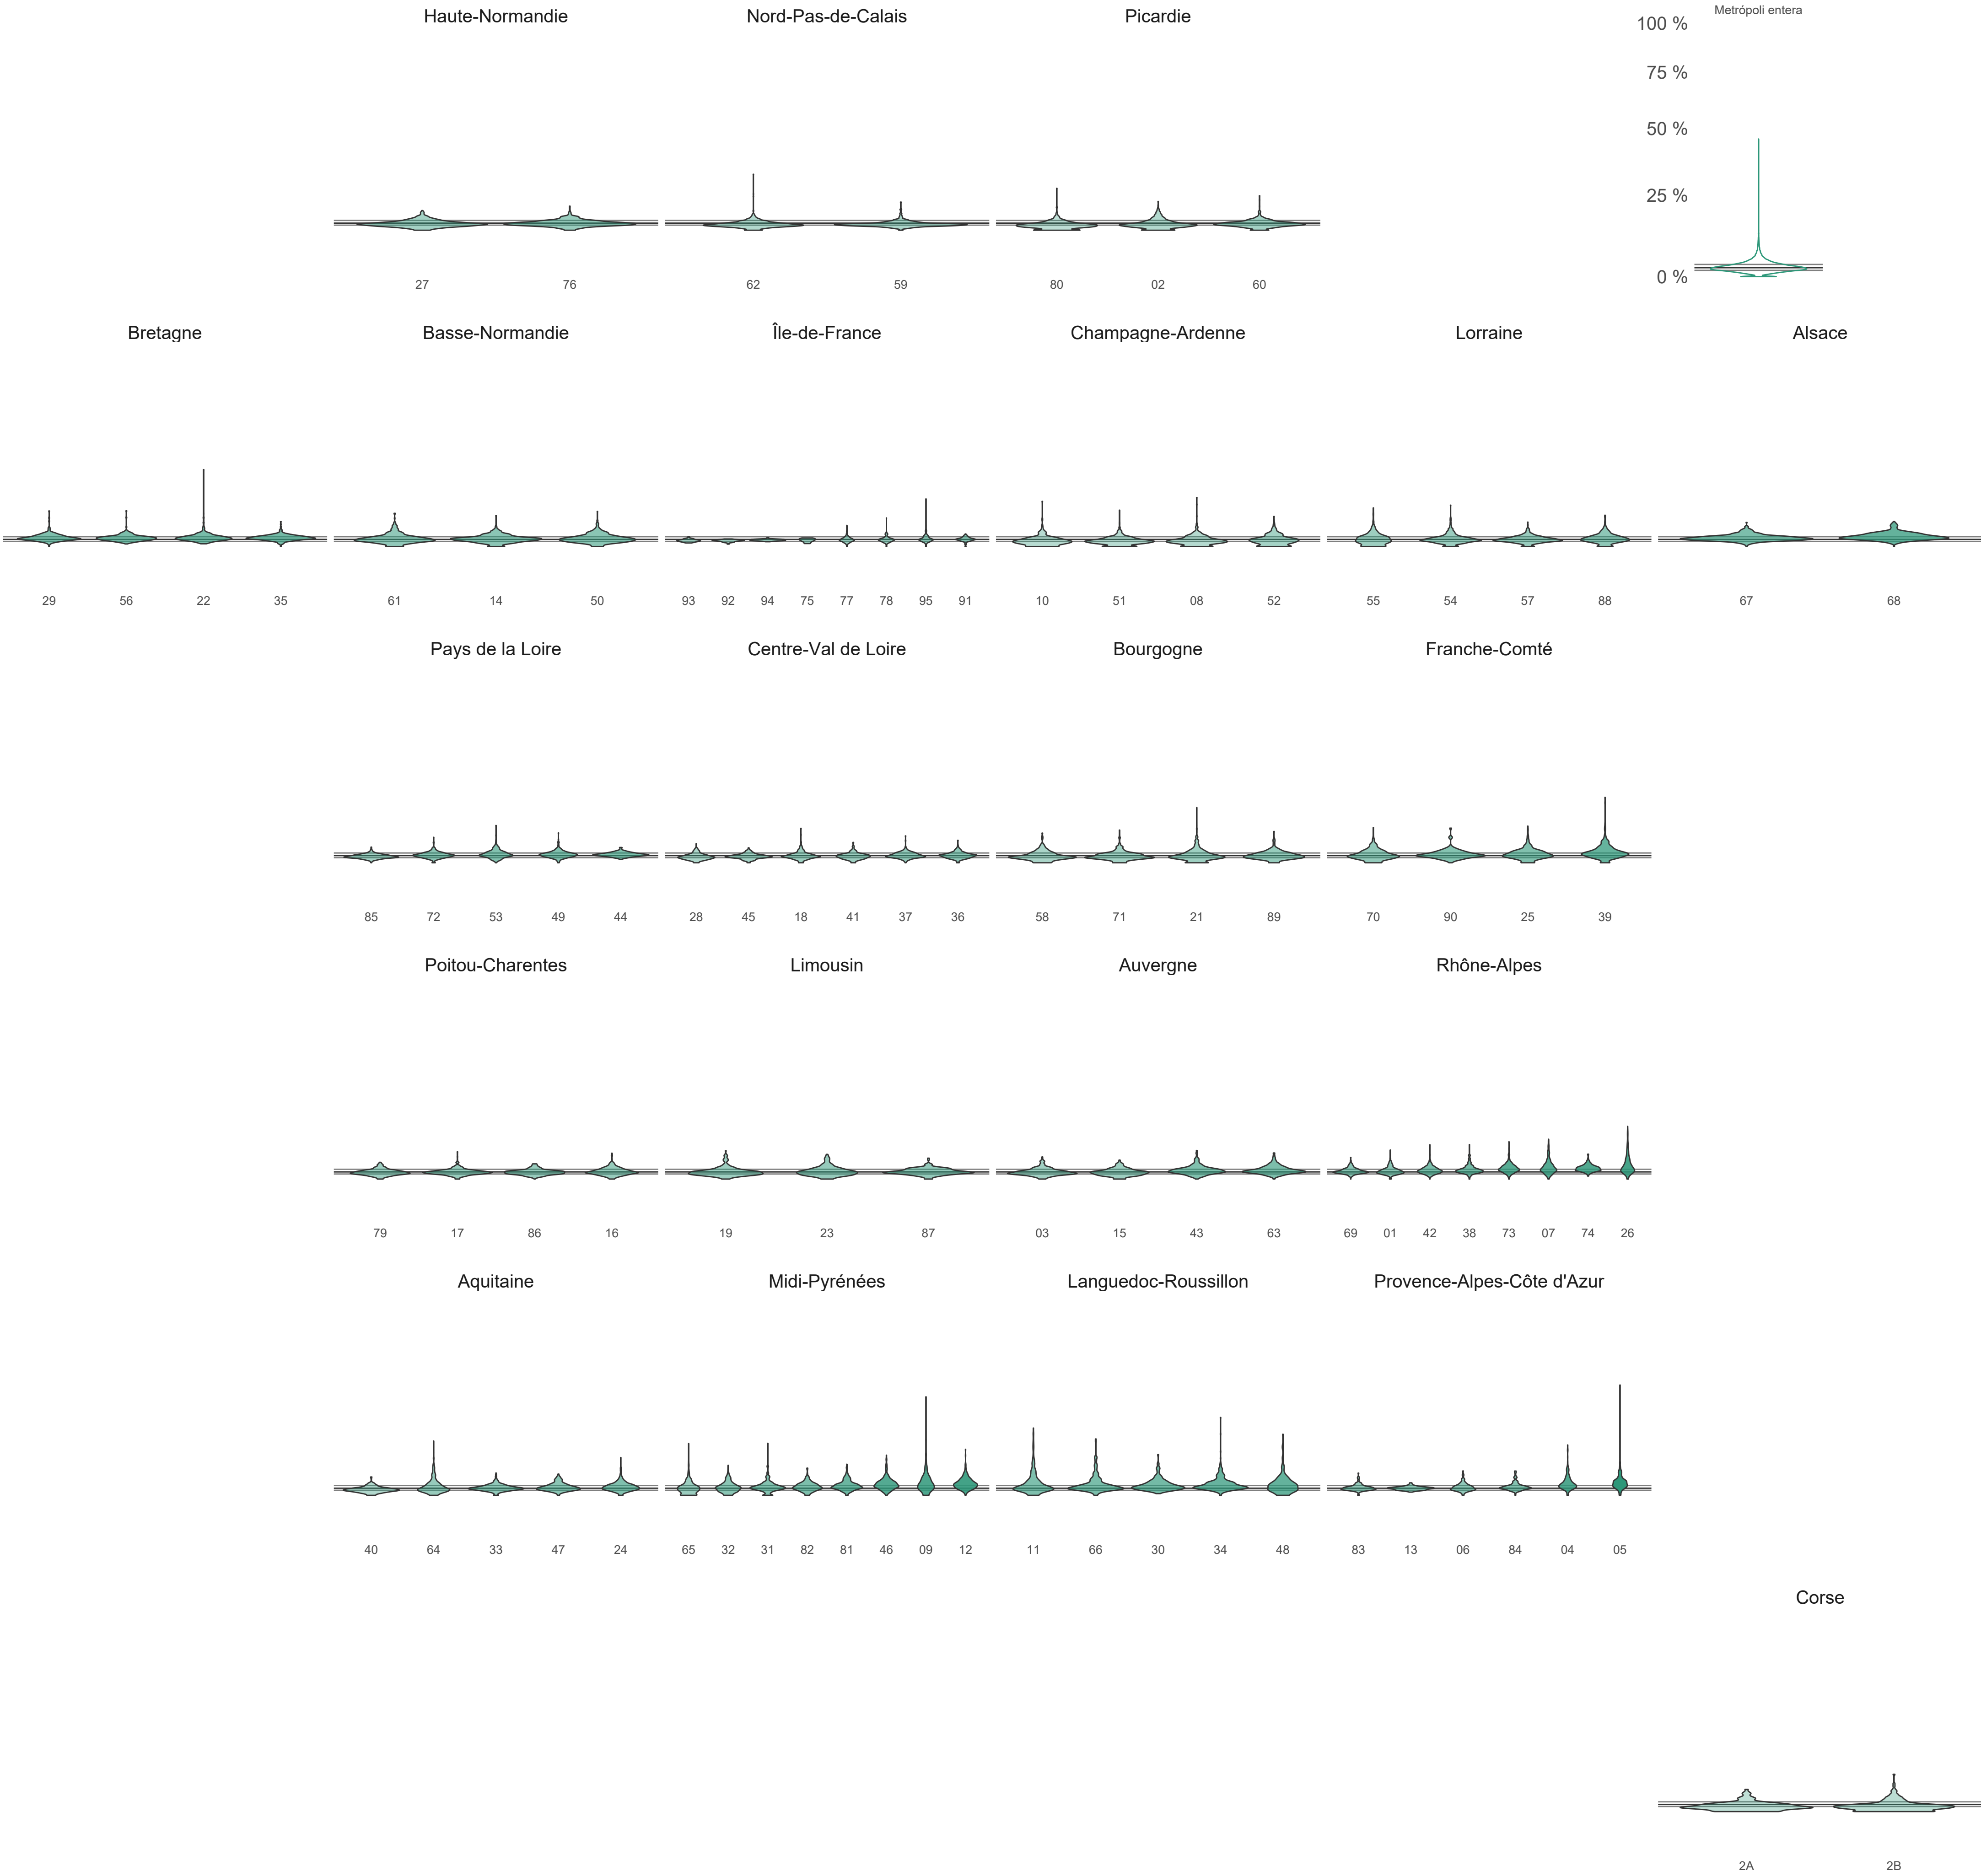 Haute-Normandie Nord-Pas-de-Calais Picardie Metrópoli entera
100 %
75 %
50 %
25 %
0 %
27 76 62 59 80 02 60
Bretagne Basse-Normandie Île-de-France Champagne-Ardenne Lorraine Alsace
29 56 22 35 61 14 50 93 92 94 75 77 78 95 91 10 51 08 52 55 54 57 88 67 68
Pays de la Loire Centre-Val de Loire Bourgogne Franche-Comté
85 72 53 49 44 28 45 18 41 37 36 58 71 21 89 70 90 25 39
Poitou-Charentes Limousin Auvergne Rhône-Alpes
79 17 86 16 19 23 87 03 15 43 63 69 01 42 38 73 07 74 26
Aquitaine Midi-Pyrénées Languedoc-Roussillon Provence-Alpes-Côte d'Azur
40 64 33 47 24 65 32 31 82 81 46 09 12 11 66 30 34 48 83 13 06 84 04 05
Corse
2A 2B